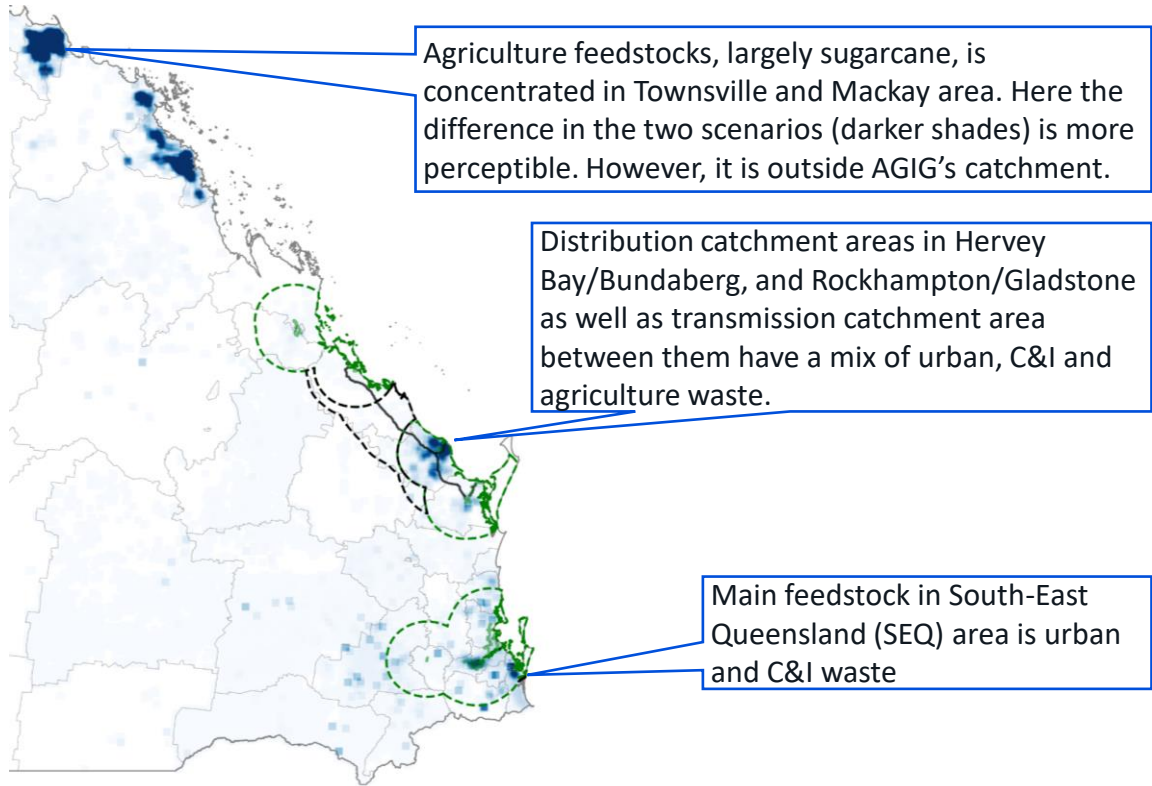 Agriculture feedstocks, largely sugarcane, is
concentrated in Townsville and Mackay area. Here the
difference in the two scenarios (darker shades) is more
perceptible. However, it is outside AGIG’s catchment.
Distribution catchment areas in Hervey
Bay/Bundaberg, and Rockhampton/Gladstone
as well as transmission catchment area
between them have a mix of urban, C&I and
agriculture waste.
Main feedstock in South-East
Queensland (SEQ) area is urban
and C&I waste